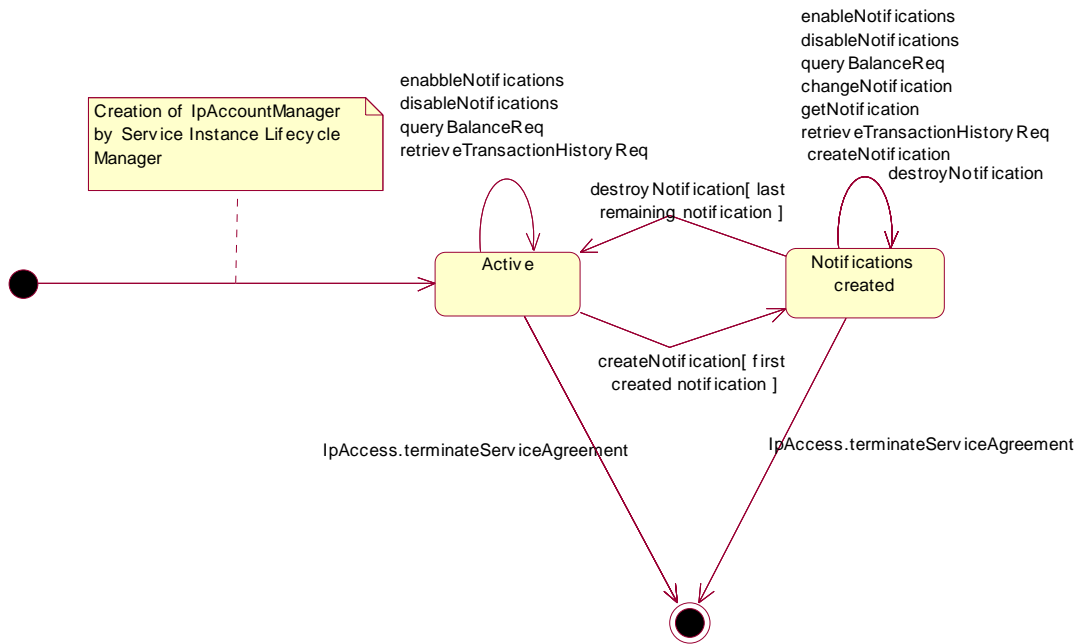 Creation of IpAccountManager
by Service Instance Lifecycle
Manager
enabbleNotifications
disableNotifications
queryBalanceReq
retrieveTransactionHistoryReq
enableNotifications
disableNotifications
queryBalanceReq
changeNotification
getNotification
retrieveTransactionHistoryReq
createNotification
destroyNotification
destroyNotification[ last
remaining notification ]
Active
Notifications
created
createNotification[ first
created notification ]
IpAccess.terminateServiceAgreement
IpAccess.terminateServiceAgreement